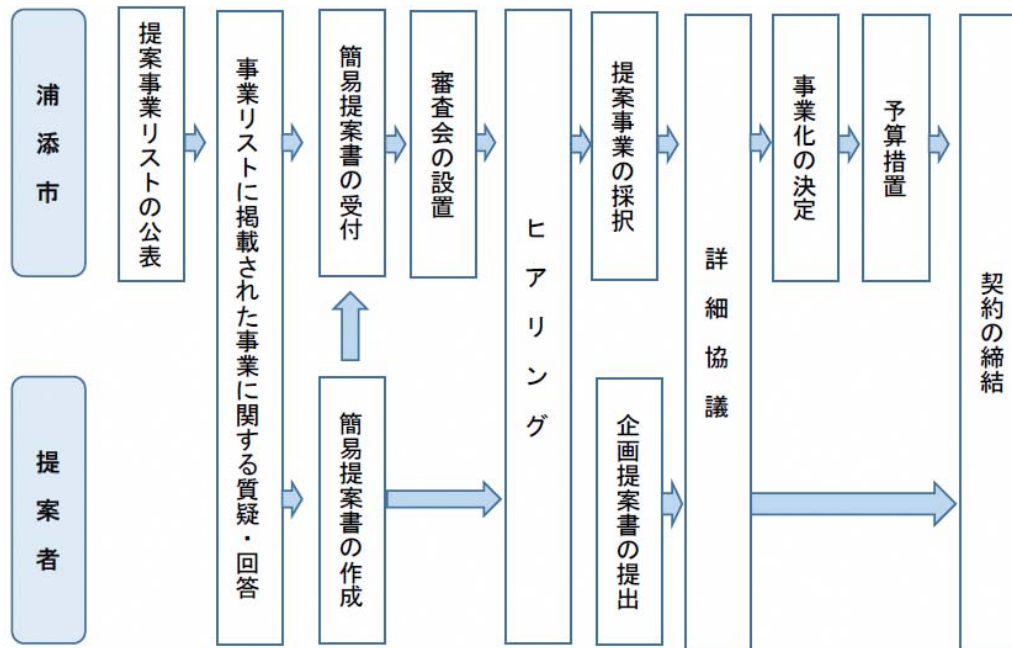 浦添市
提案事業リストの公表
事業リストに掲載された事業に関する質疑・回答
簡易提案書の受付
審査会の設置
ヒアリング
提案事業の採択
詳細協議
事業化の決定
予算措置
契約の締結
提案者
簡易提案書の作成
企画提案書の提出